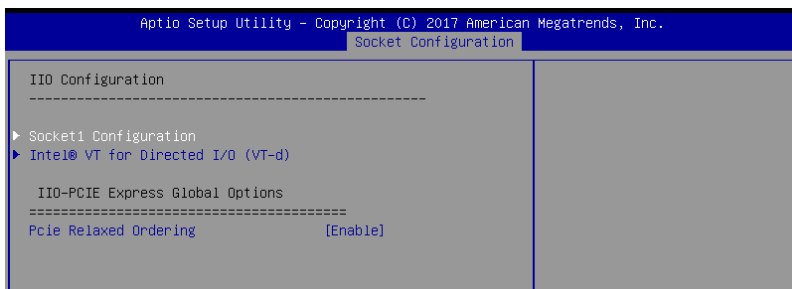 Aptio Setup Utility – Copyright (C) 2017 American Megatrends, Inc.
Socket Configuration
IIO Configuration
--------------------------------------------------
Socket1 Configuration
Intel® VT for Directed I/O (VT-d)
IIO-PCIE Express Global Options
========================================
Pcie Relaxed Ordering [Enable]